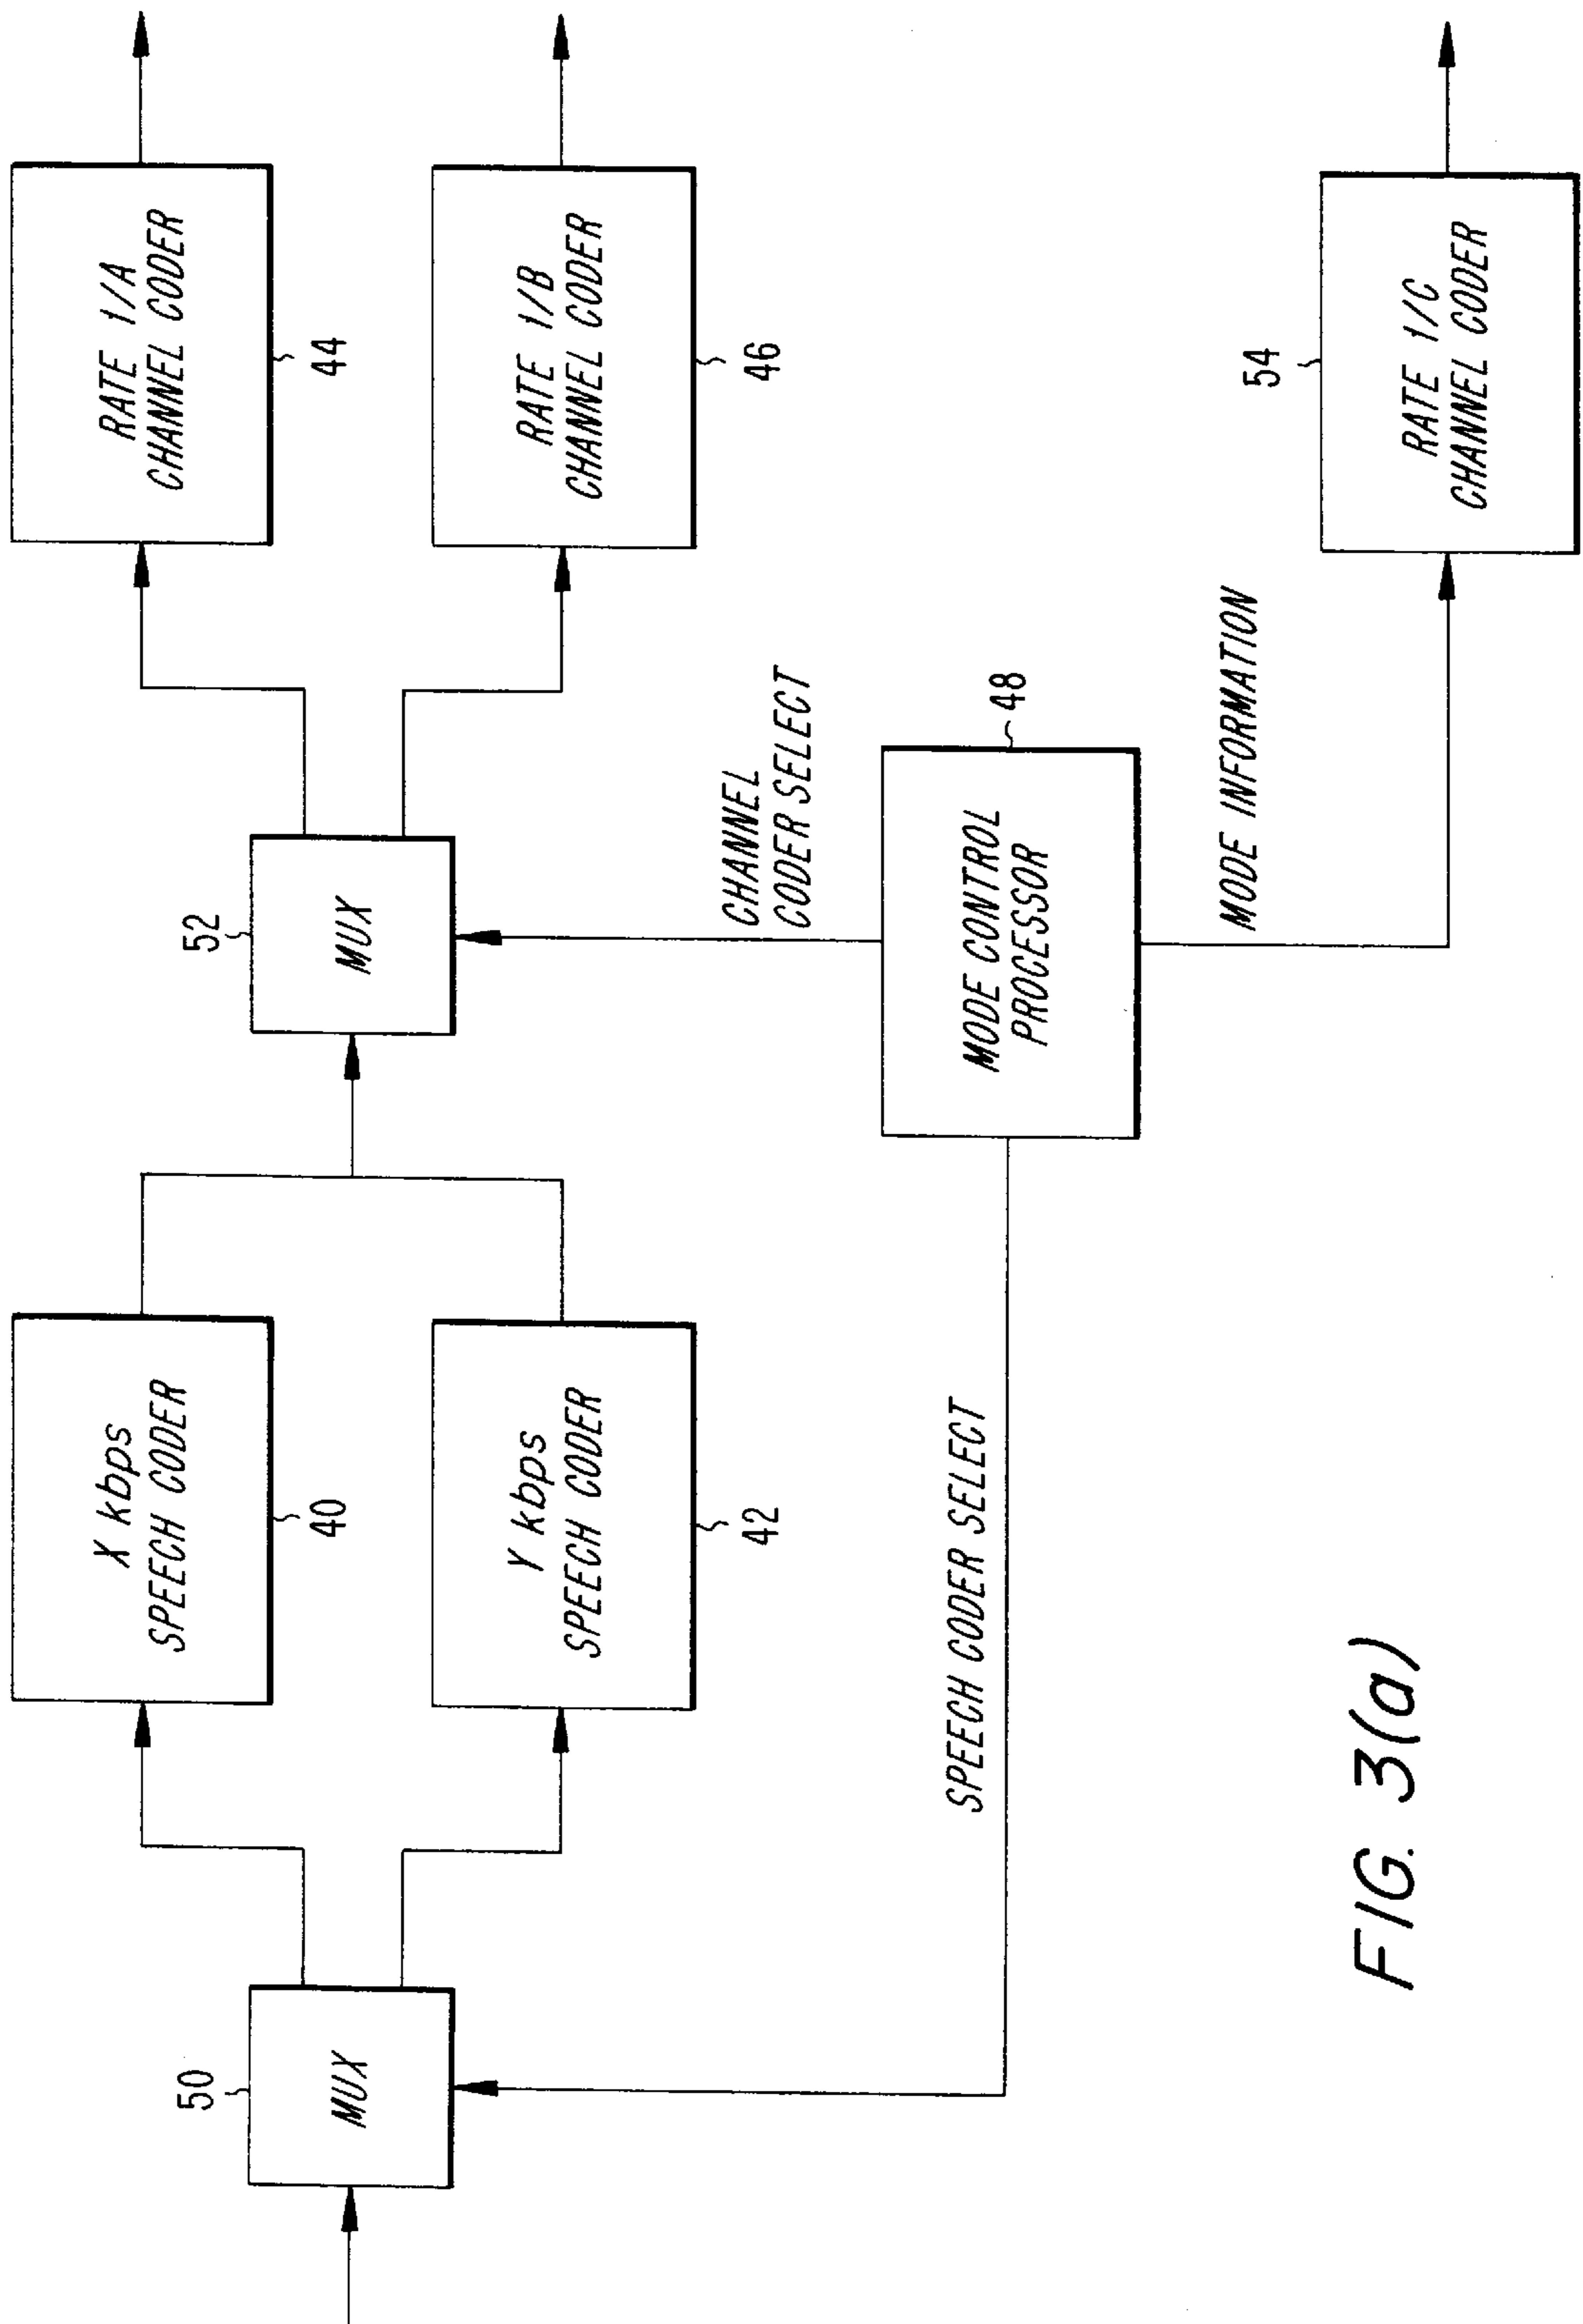 50
MUX
X kbps
SPEECH CODER
40
Y kbps
SPEECH CODER
42
52
MUX
RATE 1/A
CHANNEL CODER
44
RATE 1/B
CHANNEL CODER
46
CHANNEL
CODER SELECT
SPEECH CODER SELECT
MODE CONTROL
PROCESSOR
48
MODE INFORMATION
54
RATE 1/C
CHANNEL CODER
FIG. 3(a)